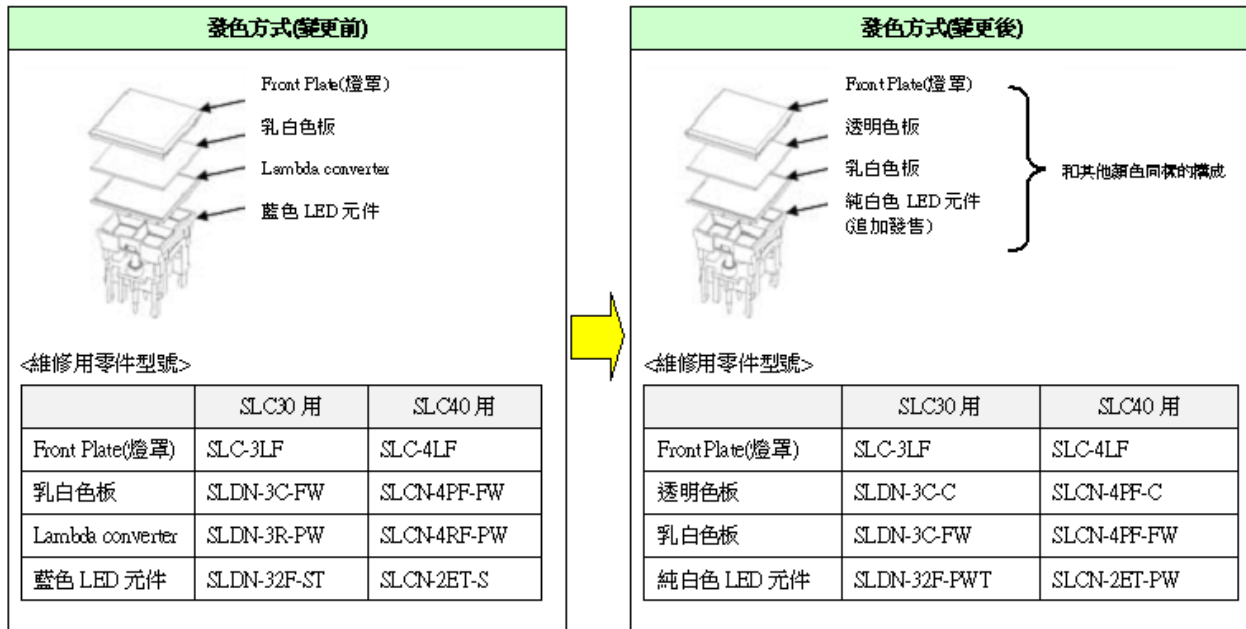 發色方式(變更前)
Front Plate(燈罩)
乳白色板
Lambda converter
藍色 LED 元件
<維修用零件型號>
SLC30 用 SLC40 用
Front Plate(燈罩) SLC-3LF SLC-4LF
乳白色板 SLDN-3C-FW SLCN-4PF-FW
Lambda converter SLDN-3R-PW SLCN-4RF-PW
藍色 LED 元件 SLDN-32F-ST SLCN-2ET-S
發色方式(變更後)
Front Plate(燈罩)
透明色板
乳白色板
純白色 LED 元件
(追加發售)
和其他顏色同樣的構成
<維修用零件型號>
SLC30 用 SLC40 用
Front Plate(燈罩) SLC-3LF SLC-4LF
透明色板 SLDN-3C-C SLCN-4PF-C
乳白色板 SLDN-3C-FW SLCN-4PF-FW
純白色 LED 元件 SLDN-32F-PWT SLCN-2ET-PW